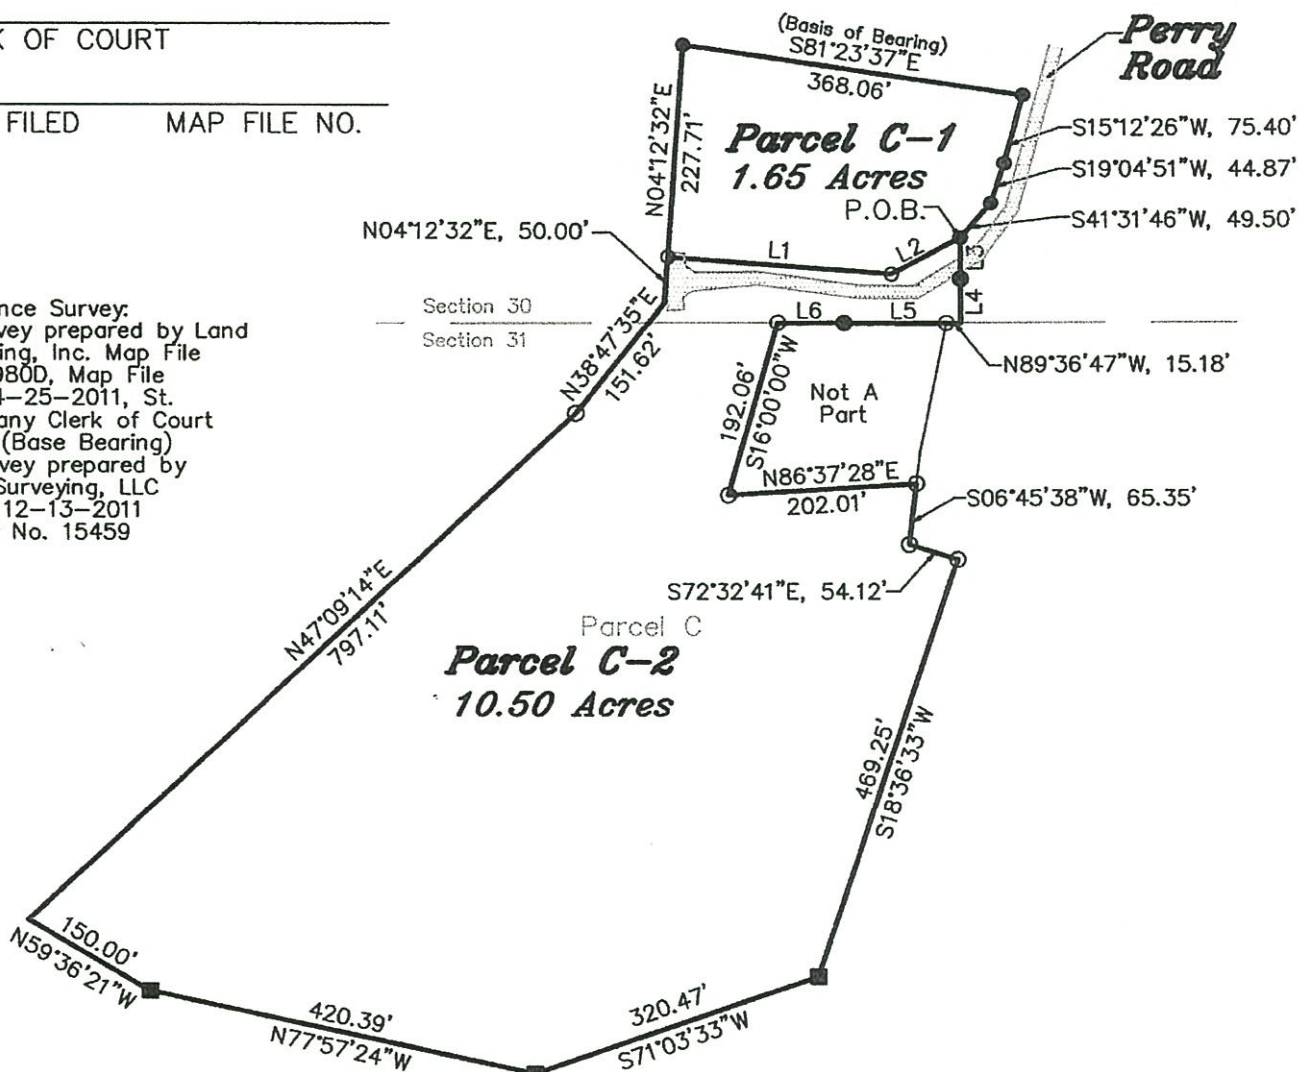 K OF COURT
FILED MAP FILE NO.
(Basis of Bearing)
S81°23'37"E
368.06'
Perry
Road
N04°12'32"E
227.71'
Parcel C-1
1.65 Acres
P.O.B.
S15°12'26"W, 75.40'
S19°04'51"W, 44.87'
S41°31'46"W, 49.50'
N04°12'32"E, 50.00'
L1
L2
L3
L4
L6
L5
Section 30
Section 31
nce Survey:
vey prepared by Land
ing, Inc. Map File
980D, Map File
4-25-2011, St.
any Clerk of Court
(Base Bearing)
vey prepared by
Surveying, LLC
12-13-2011
No. 15459
N38°47'35"E
151.62'
N89°36'47"W, 15.18'
192.06'
S16°00'00"W
Not A
Part
N86°37'28"E
202.01'
S06°45'38"W, 65.35'
S72°32'41"E, 54.12'
N47°09'14"E
797.11'
Parcel C
Parcel C-2
10.50 Acres
469.25'
S18°36'33"W
150.00'
N59°36'21"W
420.39'
N77°57'24"W
320.47'
S71°03'33"W